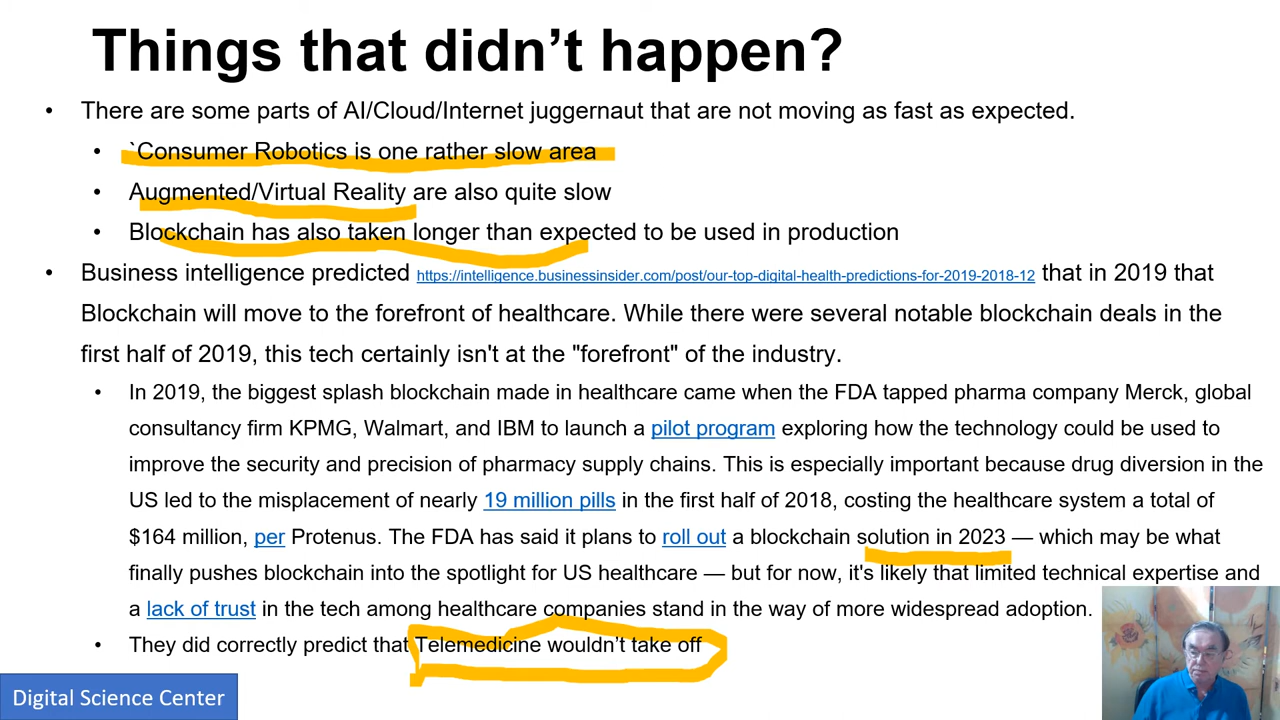 Things that didn’t happen?
• There are some parts of AI/Cloud/Internet juggernaut that are not moving as fast as expected.
• `Consumer Robotics is one rather slow area
• Augmented/Virtual Reality are also quite slow
• Blockchain has also taken longer than expected to be used in production
• Business intelligence predicted https://intelligence.businessinsider.com/post/our-top-digital-health-predictions-for-2019-2018-12 that in 2019 that
Blockchain will move to the forefront of healthcare. While there were several notable blockchain deals in the
first half of 2019, this tech certainly isn't at the "forefront" of the industry.
• In 2019, the biggest splash blockchain made in healthcare came when the FDA tapped pharma company Merck, global
consultancy firm KPMG, Walmart, and IBM to launch a pilot program exploring how the technology could be used to
improve the security and precision of pharmacy supply chains. This is especially important because drug diversion in the
US led to the misplacement of nearly 19 million pills in the first half of 2018, costing the healthcare system a total of
$164 million, per Protenus. The FDA has said it plans to roll out a blockchain solution in 2023 — which may be what
finally pushes blockchain into the spotlight for US healthcare — but for now, it's likely that limited technical expertise and
a lack of trust in the tech among healthcare companies stand in the way of more widespread adoption.
• They did correctly predict that Telemedicine wouldn’t take off
Digital Science Center